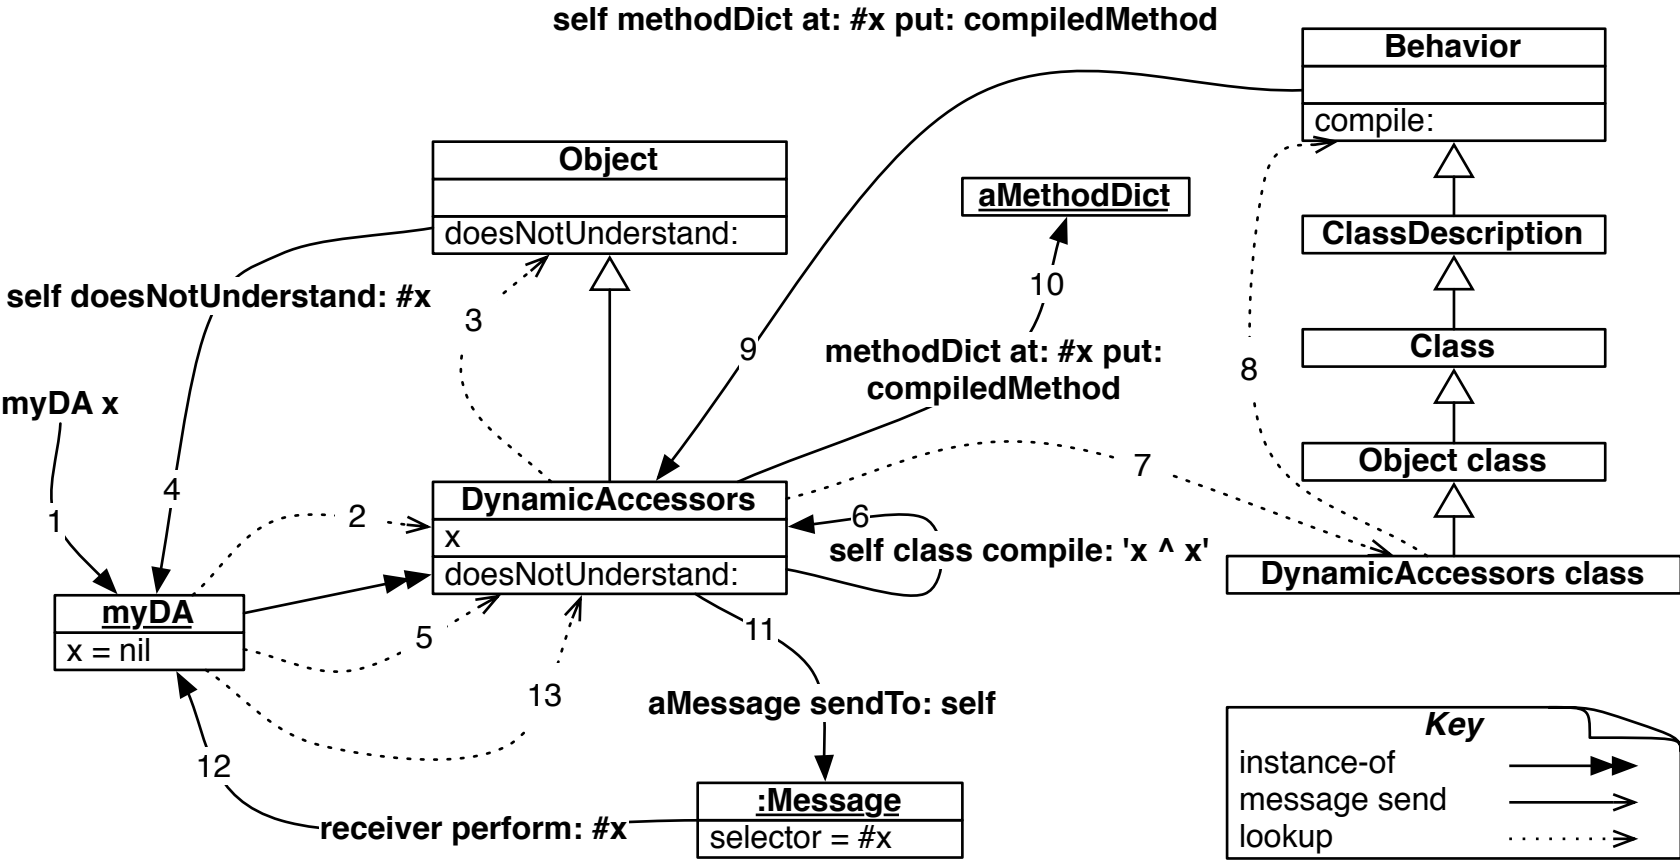 self methodDict at: #x put: compiledMethod
Behavior
compile:
Object
doesNotUnderstand:
aMethodDict
ClassDescription
10
self doesNotUnderstand: #x
3
9
methodDict at: #x put:
compiledMethod
Class
8
myDA x
Object class
7
4
1
2
DynamicAccessors
x
doesNotUnderstand:
6
self class compile: 'x ^ x'
DynamicAccessors class
myDA
x = nil
5
11
13
aMessage sendTo: self
12
:Message
selector = #x
receiver perform: #x
Key
instance-of
message send
lookup